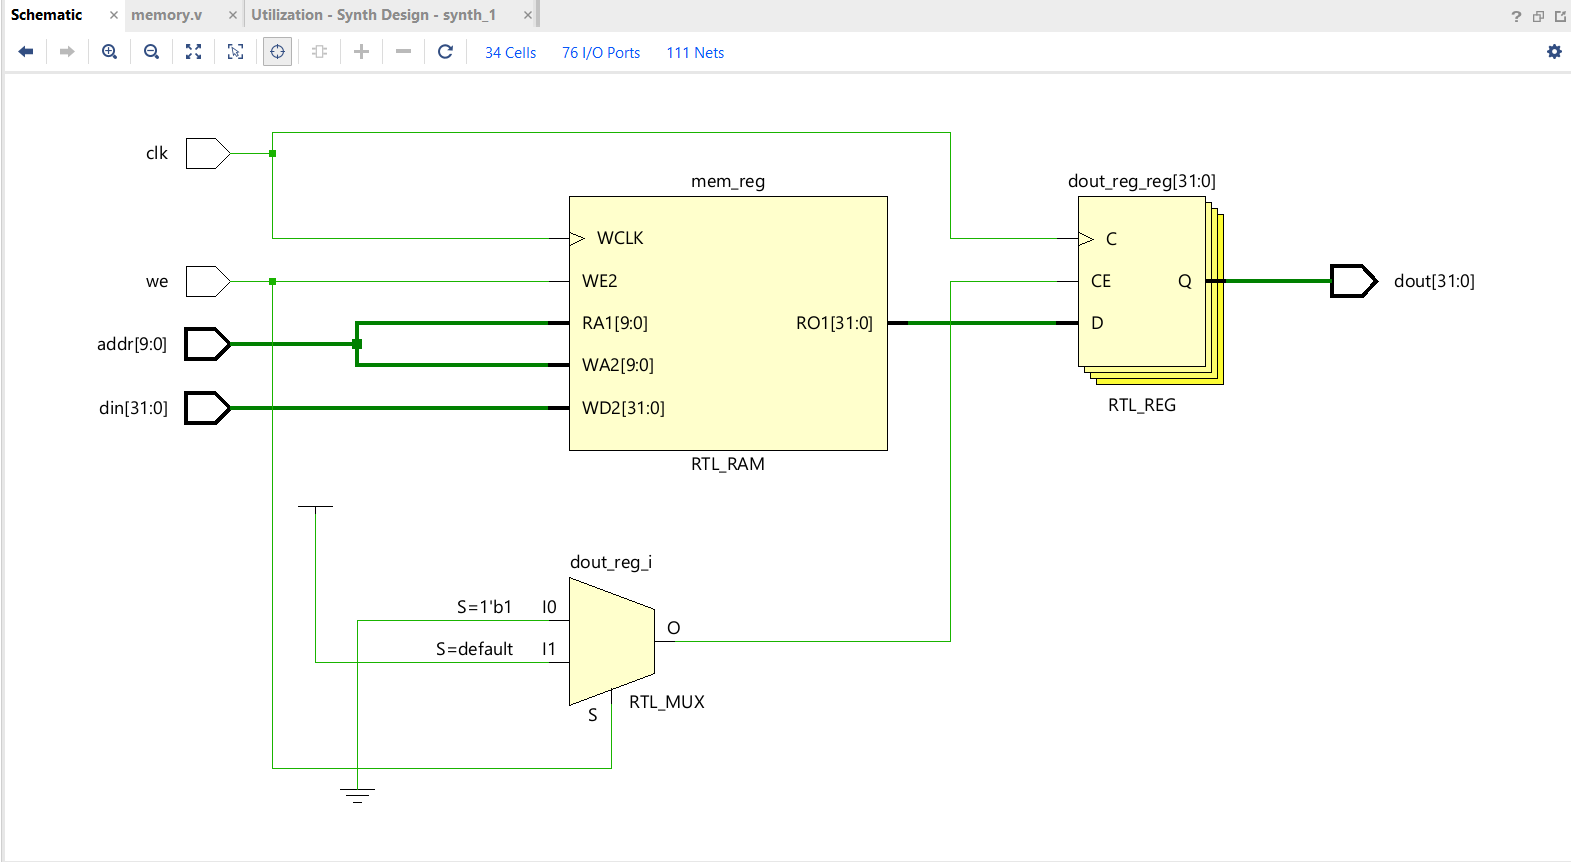 Schematic × memory.v × Utilization - Synth Design - synth_1 × ?
34 Cells 76 I/O Ports 111 Nets
clk
mem_reg
dout_reg_reg[31:0]
WCLK
C
we
WE2
CE
Q
dout[31:0]
addr[9:0]
RA1[9:0]
RO1[31:0]
D
WA2[9:0]
din[31:0]
WD2[31:0]
RTL_REG
RTL_RAM
dout_reg_i
S=1'b1 I0
O
S=default I1
RTL_MUX
S